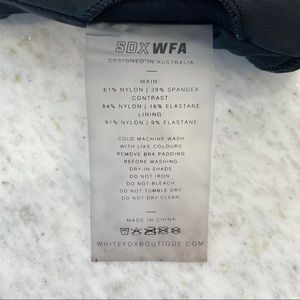 SDX WFA
DESIGNED IN AUSTRALIA
MAIN:
61% NYLON | 39% SPANDEX
CONTRAST:
84% NYLON | 16% ELASTANE
LINING:
91% NYLON | 9% ELASTANE
COLD MACHINE WASH
WITH LIKE COLOURS
REMOVE BRA PADDING
BEFORE WASHING
DRY IN SHADE
DO NOT IRON
DO NOT BLEACH
DO NOT TUMBLE DRY
DO NOT DRY CLEAN
MADE IN CHINA
WHITEFOXBOUTIQUE.COM